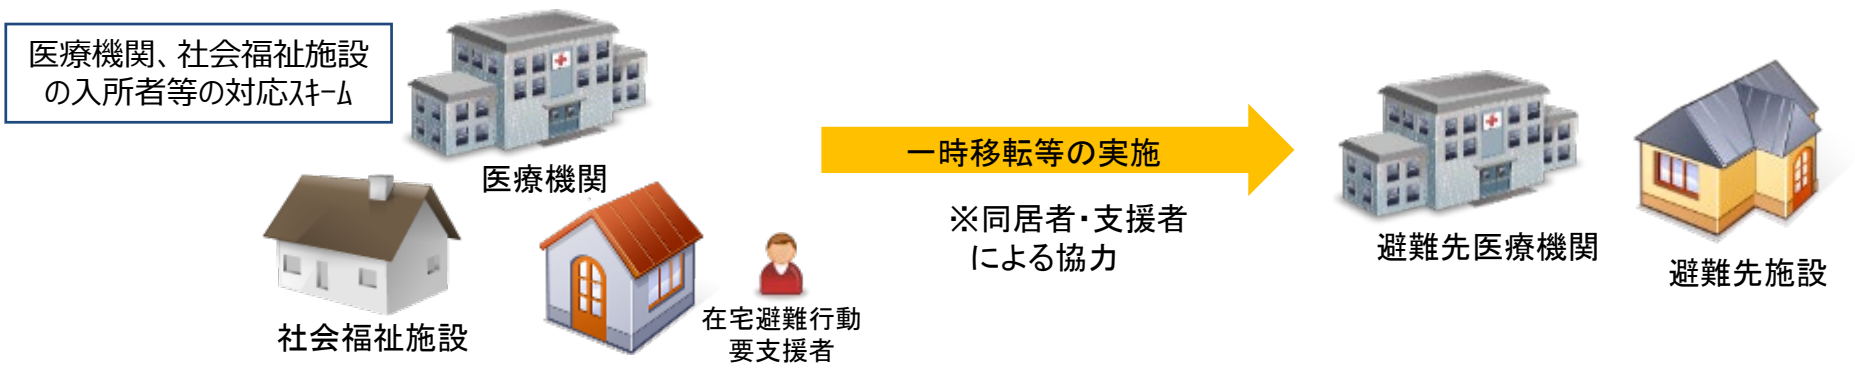 医療機関、社会福祉施設
の入所者等の対応ｽｷｰﾑ
医療機関
社会福祉施設
在宅避難行動
要支援者
一時移転等の実施
※同居者・支援者
による協力
避難先医療機関
避難先施設